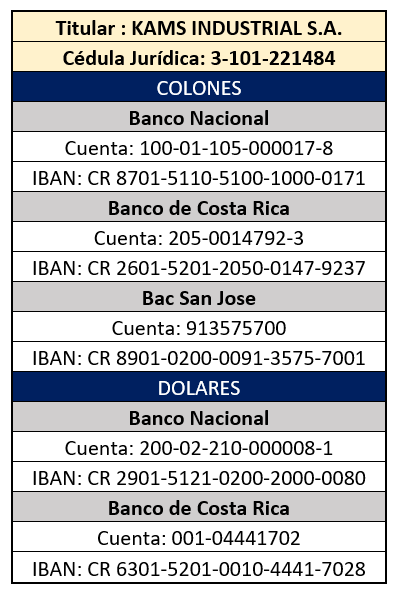 Titular : KAMS INDUSTRIAL S.A.
Cédula Jurídica: 3-101-221484
COLONES
Banco Nacional
Cuenta: 100-01-105-000017-8
IBAN: CR 8701-5110-5100-1000-0171
Banco de Costa Rica
Cuenta: 205-0014792-3
IBAN: CR 2601-5201-2050-0147-9237
Bac San Jose
Cuenta: 913575700
IBAN: CR 8901-0200-0091-3575-7001
DOLARES
Banco Nacional
Cuenta: 200-02-210-000008-1
IBAN: CR 2901-5121-0200-2000-0080
Banco de Costa Rica
Cuenta: 001-04441702
IBAN: CR 6301-5201-0010-4441-7028